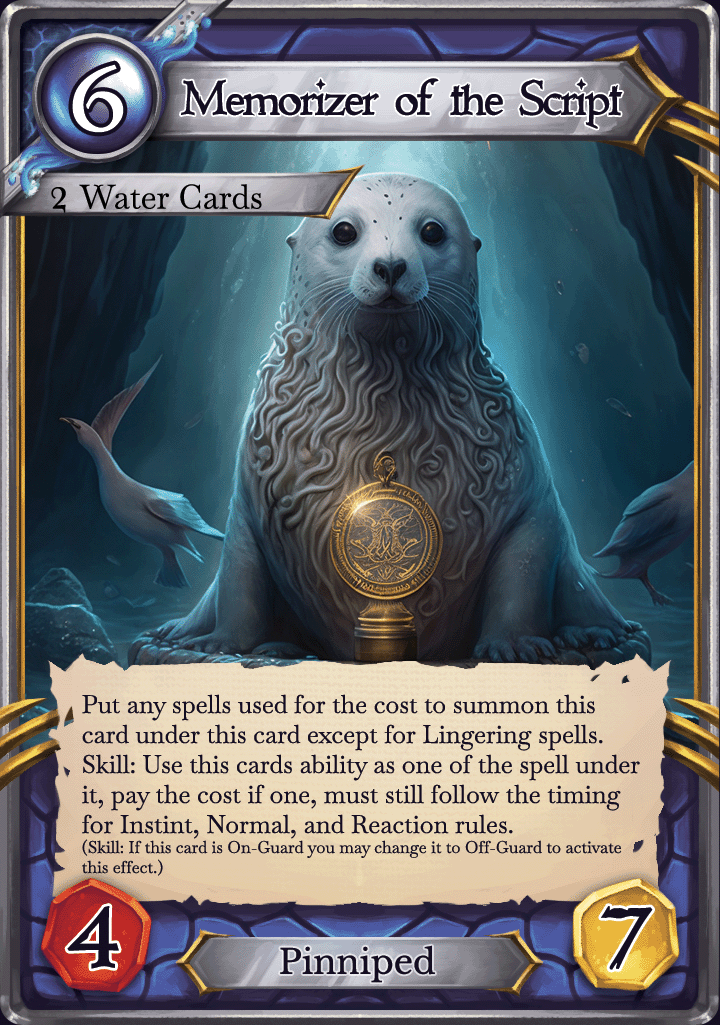 6
Memorizer of the Script
2 Water Cards
Put any spells used for the cost to summon this
card under this card except for Lingering spells.
Skill: Use this cards ability as one of the spell under
it, pay the cost if one, must still follow the timing
for Instint, Normal, and Reaction rules.
(Skill: If this card is On-Guard you may change it to Off-Guard to activate
this effect.)
4
Pinniped
7